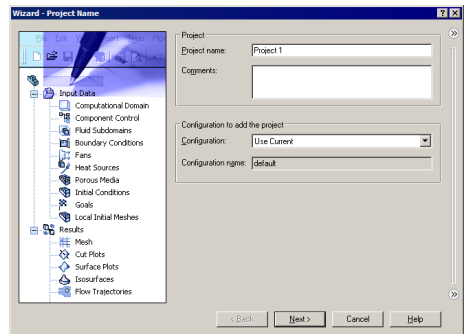 Wizard - Project Name
File Edit
Input Data
Computational Domain
Component Control
Fluid Subdomains
Boundary Conditions
Fans
Heat Sources
Porous Media
Initial Conditions
Goals
Local Initial Meshes
Results
Mesh
Cut Plots
Surface Plots
Isosurfaces
Flow Trajectories
Project
Project name: Project 1
Comments:
Configuration to add the project
Configuration: Use Current
Configuration name: default
< Back Next > Cancel Help